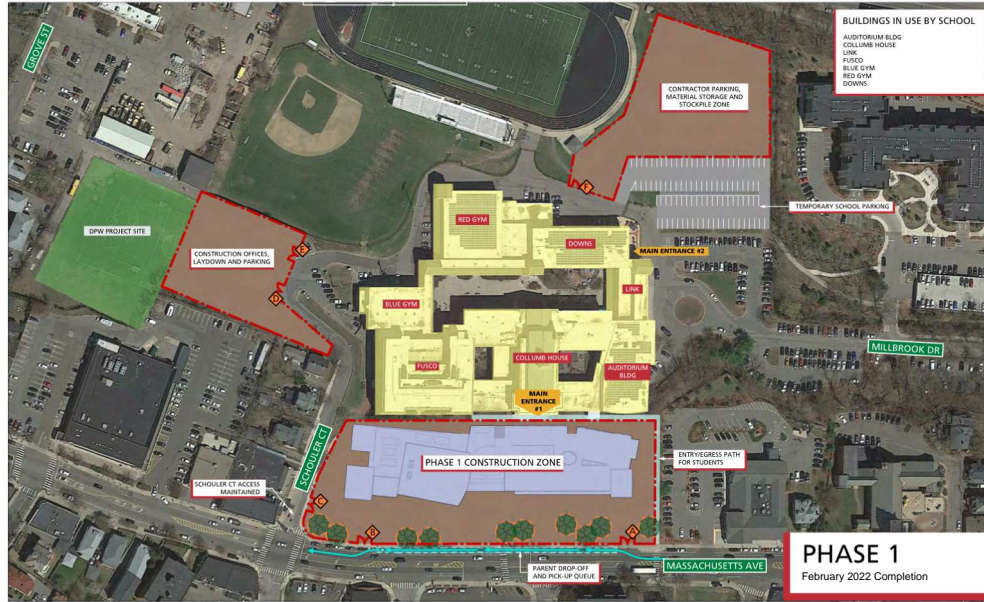 GROVE ST
BUILDINGS IN USE BY SCHOOL
AUDITORIUM BLDG
COLLUMB HOUSE
LINK
FUSCO
BLUE GYM
RED GYM
DOWNS
CONTRACTOR PARKING,
MATERIAL STORAGE AND
STOCKPILE ZONE
F
TEMPORARY SCHOOL PARKING
RED GYM
DOWNS
MAIN ENTRANCE #2
DPW PROJECT SITE
CONSTRUCTION OFFICES,
LAYDOWN AND PARKING
E
D
BLUE GYM
LINK
MILLBROOK DR
FUSCO
COLLUMB HOUSE
AUDITORIUM
BLDG
MAIN
ENTRANCE
#1
SCHOULER CT
PHASE 1 CONSTRUCTION ZONE
ENTRY/EGRESS PATH
FOR STUDENTS
SCHOULER CT ACCESS
MAINTAINED
C
B
A
PARENT DROP-OFF
AND PICK-UP QUEUE
MASSACHUSETTS AVE
PHASE 1
February 2022 Completion